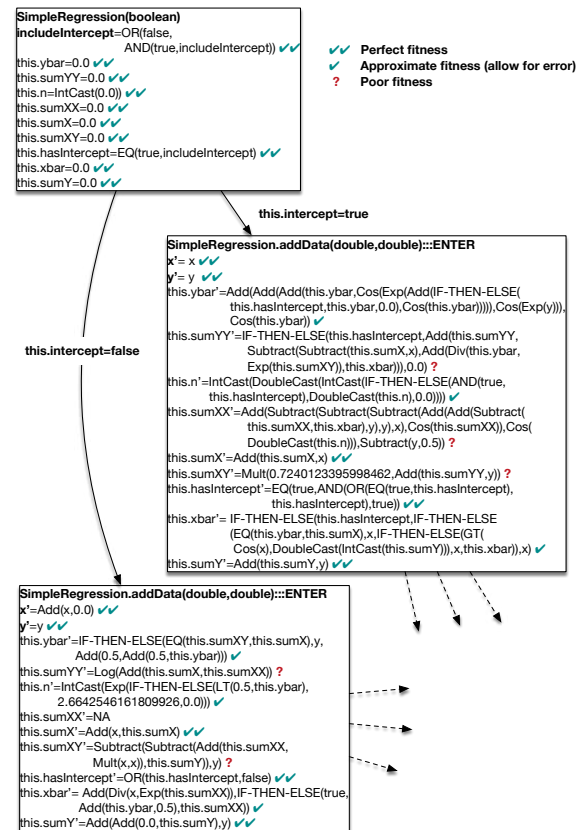 SimpleRegression(boolean)
includeIntercept=OR(false,
AND(true,includeIntercept)) ✔✔
this.ybar=0.0 ✔✔
this.sumYY=0.0 ✔✔
this.n=IntCast(0.0)) ✔✔
this.sumXX=0.0 ✔✔
this.sumX=0.0 ✔✔
this.sumXY=0.0 ✔✔
this.hasIntercept=EQ(true,includeIntercept) ✔✔
this.xbar=0.0 ✔✔
this.sumY=0.0 ✔✔
✔✔ Perfect fitness
✔ Approximate fitness (allow for error)
? Poor fitness
this.intercept=true
this.intercept=false
SimpleRegression.addData(double,double):::ENTER
x'= x ✔✔
y'= y ✔✔
this.ybar'=Add(Add(Add(this.ybar,Cos(Exp(Add(IF-THEN-ELSE(
this.hasIntercept,this.ybar,0.0),Cos(this.ybar))))),Cos(Exp(y))),
Cos(this.ybar)) ✔
this.sumYY'=IF-THEN-ELSE(this.hasIntercept,Add(this.sumYY,
Subtract(Subtract(this.sumX,x),Add(Div(this.ybar,
Exp(this.sumXY)),this.xbar))),0.0) ?
this.n'=IntCast(DoubleCast(IntCast(IF-THEN-ELSE(AND(true,
this.hasIntercept),DoubleCast(this.n),0.0)))) ✔
this.sumXX'=Add(Subtract(Subtract(Subtract(Add(Add(Subtract(
this.sumXX,this.xbar),y),y),x),Cos(this.sumXX)),Cos(
DoubleCast(this.n))),Subtract(y,0.5)) ?
this.sumX'=Add(this.sumX,x) ✔✔
this.sumXY'=Mult(0.7240123395998462,Add(this.sumYY,y)) ?
this.hasIntercept'=EQ(true,AND(OR(EQ(true,this.hasIntercept),
this.hasIntercept),true)) ✔✔
this.xbar'= IF-THEN-ELSE(this.hasIntercept,IF-THEN-ELSE
(EQ(this.ybar,this.sumX),x,IF-THEN-ELSE(GT(
Cos(x),DoubleCast(IntCast(this.sumY))),x,this.xbar)),x) ✔
this.sumY'=Add(this.sumY,y) ✔✔
SimpleRegression.addData(double,double):::ENTER
x'=Add(x,0.0) ✔✔
y'=y ✔✔
this.ybar'=IF-THEN-ELSE(EQ(this.sumXY,this.sumX),y,
Add(0.5,Add(0.5,this.ybar))) ✔
this.sumYY'=Log(Add(this.sumX,this.sumXX)) ?
this.n'=IntCast(Exp(IF-THEN-ELSE(LT(0.5,this.ybar),
2.6642546161809926,0.0))) ✔
this.sumXX'=NA
this.sumX'=Add(x,this.sumX) ✔✔
this.sumXY'=Subtract(Subtract(Add(this.sumXX,
Mult(x,x)),this.sumY)),y) ?
this.hasIntercept'=OR(this.hasIntercept,false) ✔✔
this.xbar'= Add(Div(x,Exp(this.sumXX)),IF-THEN-ELSE(true,
Add(this.ybar,0.5),this.sumXX)) ✔
this.sumY'=Add(Add(0.0,this.sumY),y) ✔✔